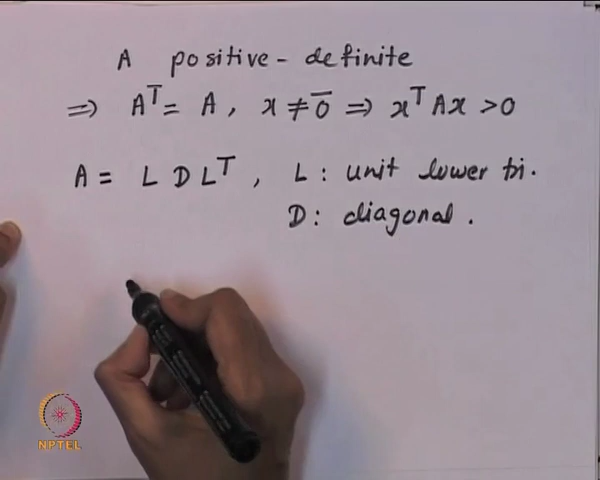 A positive - definite
⇒ Aᵀ = A, x ≠ 0̅ ⇒ xᵀAx > 0
A = L D Lᵀ, L : unit lower tri.
D : diagonal.
NPTEL